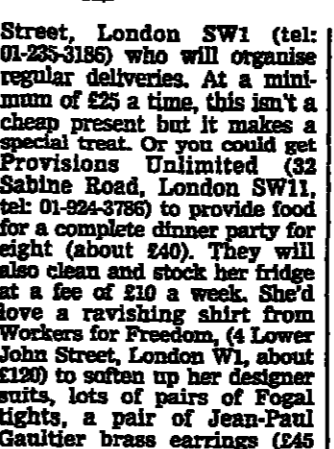 Street, London SW1 (tel:
01-235-3186) who will organise
regular deliveries. At a mini-
mum of £25 a time, this isn't a
cheap present but it makes a
special treat. Or you could get
Provisions Unlimited (32
Sabine Road, London SW11,
tel: 01-924-3786) to provide food
for a complete dinner party for
eight (about £40). They will
also clean and stock her fridge
at a fee of £10 a week. She'd
love a ravishing shirt from
Workers for Freedom, (4 Lower
John Street, London W1, about
£120) to soften up her designer
suits, lots of pairs of Fogal
tights, a pair of Jean-Paul
Gaultier brass earrings (£45